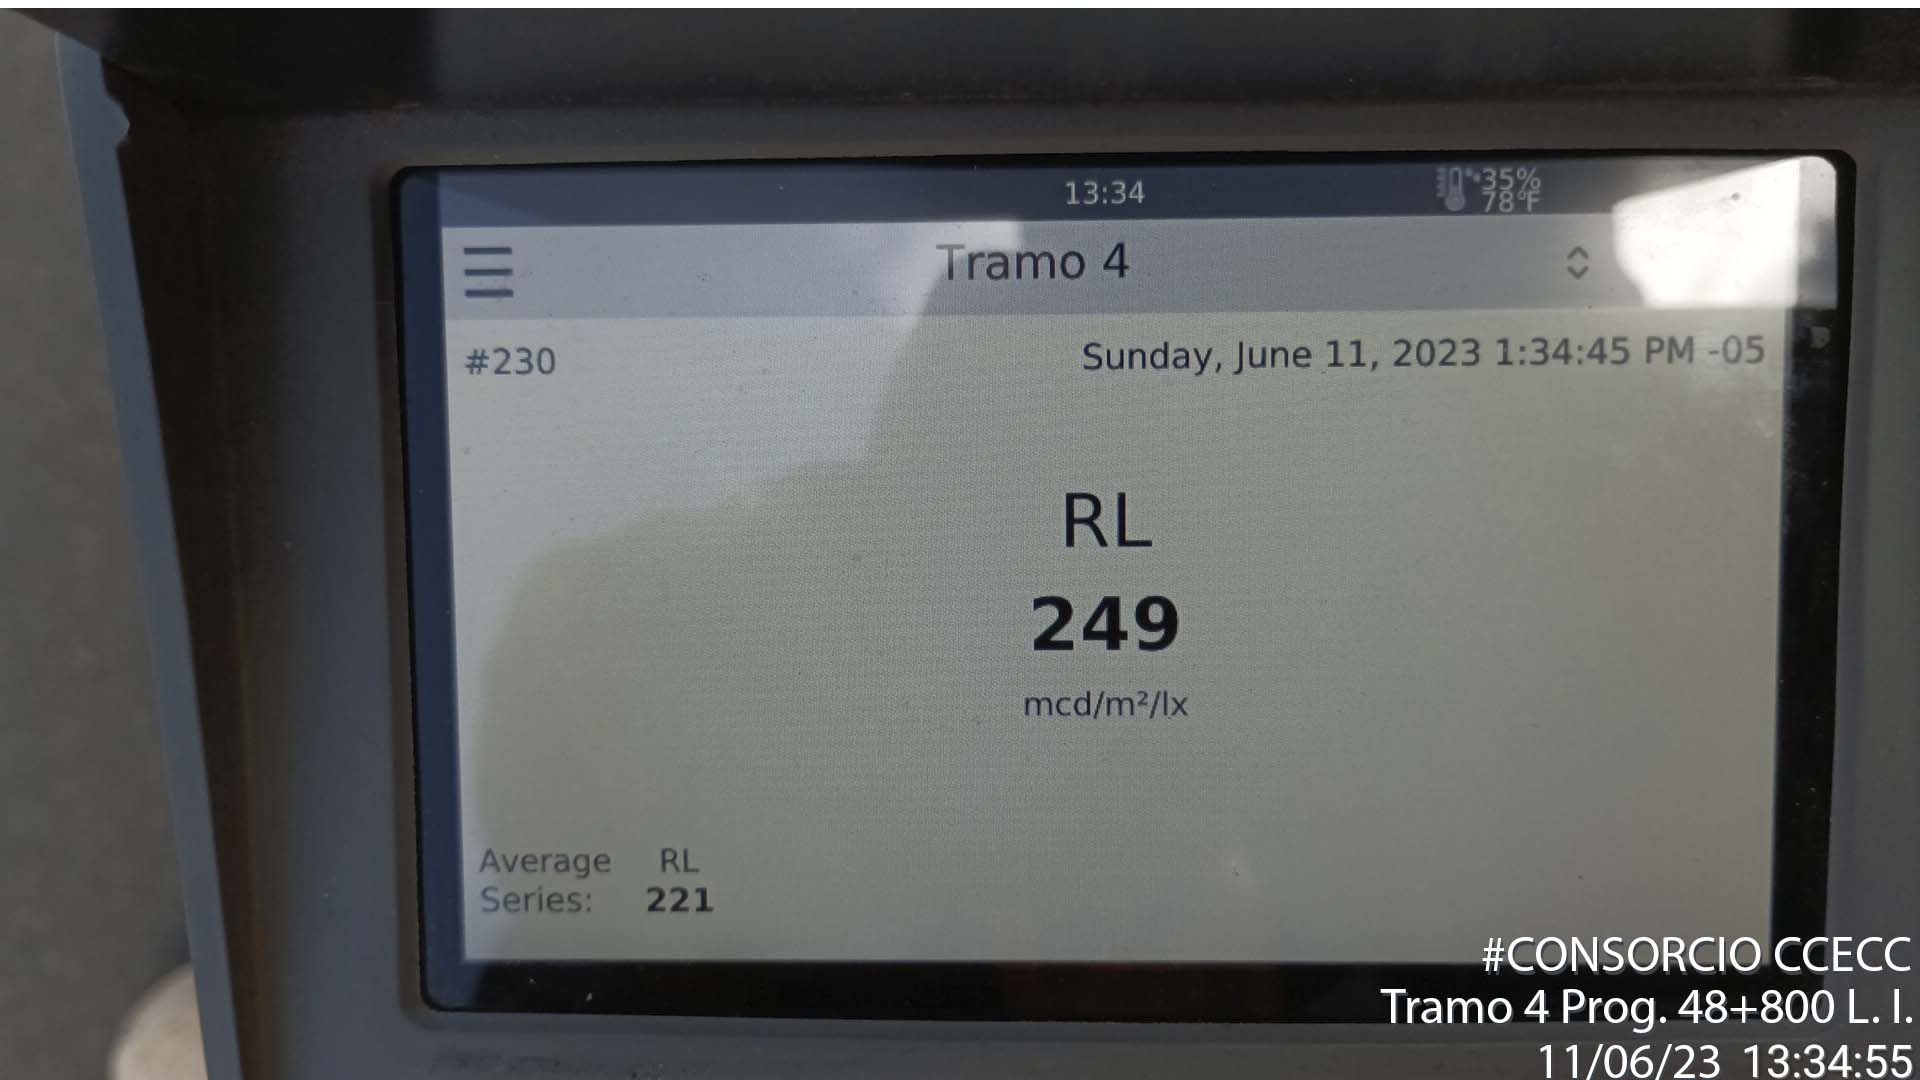 13:34
35%
78°F
Tramo 4
#230
Sunday, June 11, 2023 1:34:45 PM -05
RL
249
mcd/m²/lx
Average RL
Series: 221
#CONSORCIO CCECC
Tramo 4 Prog. 48+800 L. I.
11/06/23 13:34:55